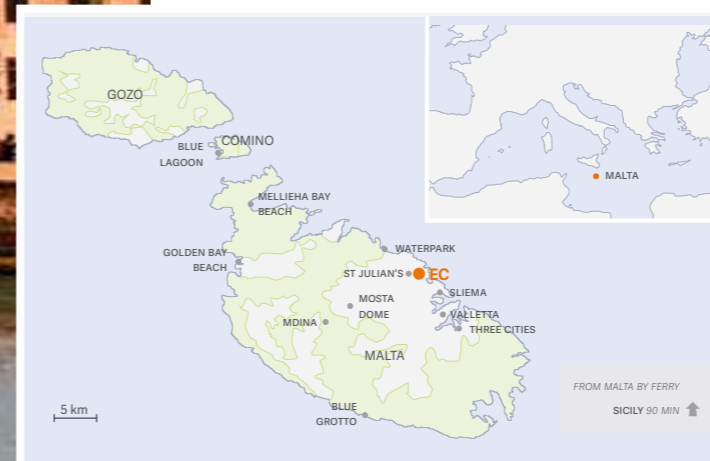 GOZO
COMINO
BLUE
LAGOON
MELLIEHA BAY
BEACH
GOLDEN BAY
BEACH
WATERPARK
ST JULIAN'S
EC
SLIEMA
MOSTA
DOME
VALLETTA
MDINA
THREE CITIES
MALTA
BLUE
GROTTO
5 km
MALTA
FROM MALTA BY FERRY
SICILY 90 MIN